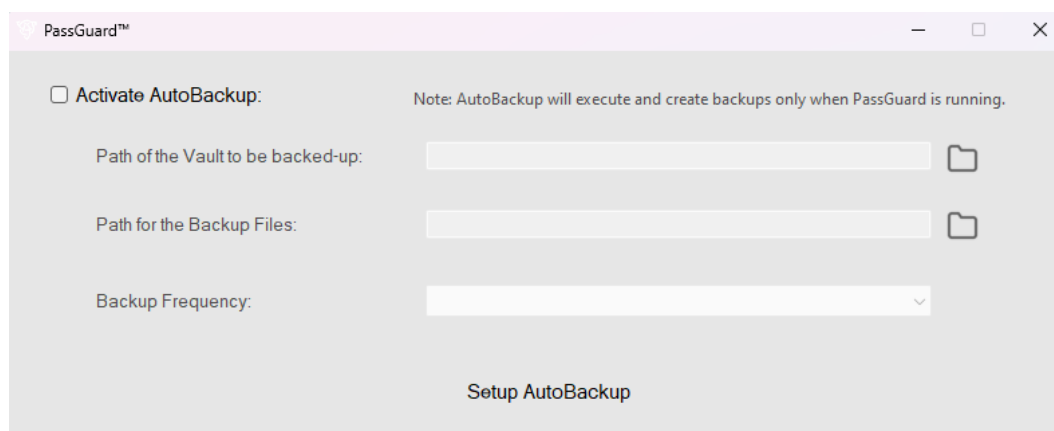 PassGuard™
Activate AutoBackup:
Note: AutoBackup will execute and create backups only when PassGuard is running.
Path of the Vault to be backed-up:
Path for the Backup Files:
Backup Frequency:
Setup AutoBackup